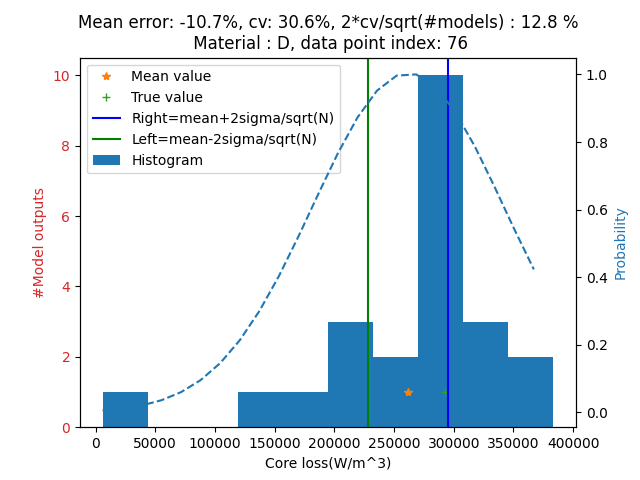 Mean error: -10.7%, cv: 30.6%, 2*cv/sqrt(#models) : 12.8 %
Material : D, data point index: 76
Mean value
True value
Right=mean+2sigma/sqrt(N)
Left=mean-2sigma/sqrt(N)
Histogram
#Model outputs
10
8
6
4
2
0
1.0
0.8
0.6
0.4
0.2
0.0
Probability
0
50000
100000
150000
200000
250000
300000
350000
400000
Core loss(W/m^3)